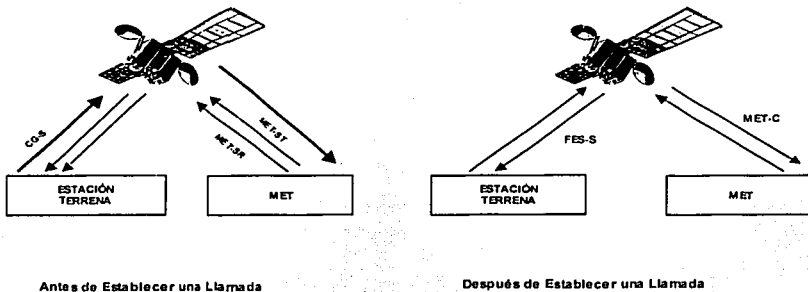 CG-S
MET-ST
MET-SR
ESTACIÓN
TERRENA
MET
Antes de Establecer una Llamada
FES-S
MET-C
ESTACIÓN
TERRENA
MET
Después de Establecer una Llamada